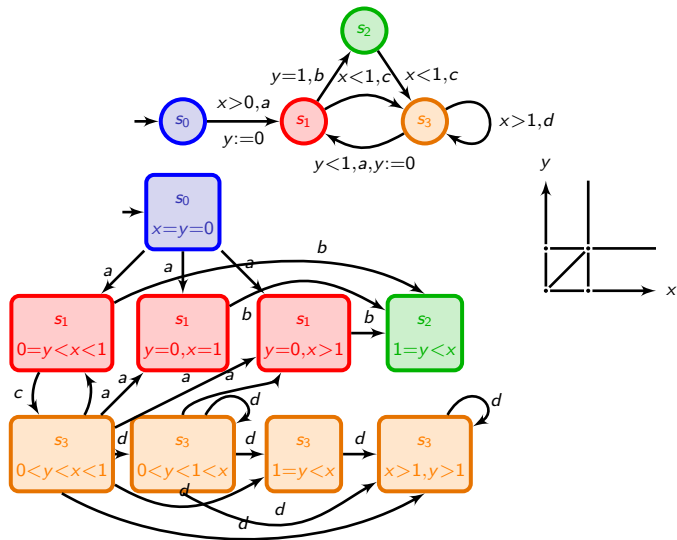 s2
y=1,b
x<1,c
x<1,c
x>0,a
s0
s1
s3
x>1,d
y:=0
y<1,a,y:=0
y
s0
x=y=0
a
a
a
b
x
s1
0=y<x<1
s1
y=0,x=1
b
s1
y=0,x>1
b
s2
1=y<x
c
a
a
a
a
d
d
s3
0<y<x<1
d
s3
0<y<1<x
d
s3
1=y<x
d
s3
x>1,y>1
d
d
d